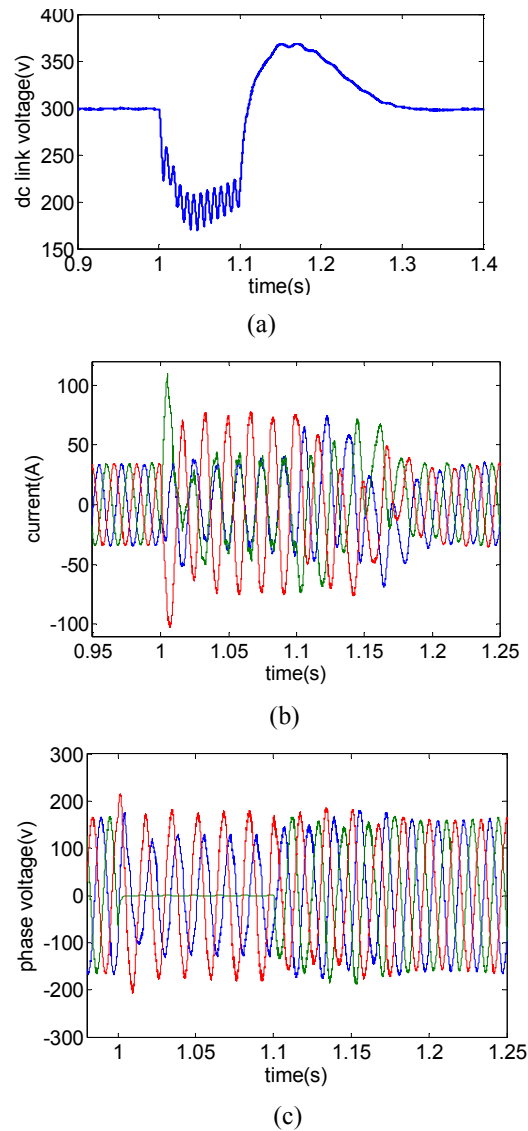 400
350
300
250
200
150
dc link voltage(v)
0.9 1 1.1 1.2 1.3 1.4
time(s)
(a)
100
50
0
-50
-100
current(A)
0.95 1 1.05 1.1 1.15 1.2 1.25
time(s)
(b)
300
200
100
0
-100
-200
-300
phase voltage(v)
1 1.05 1.1 1.15 1.2 1.25
time(s)
(c)